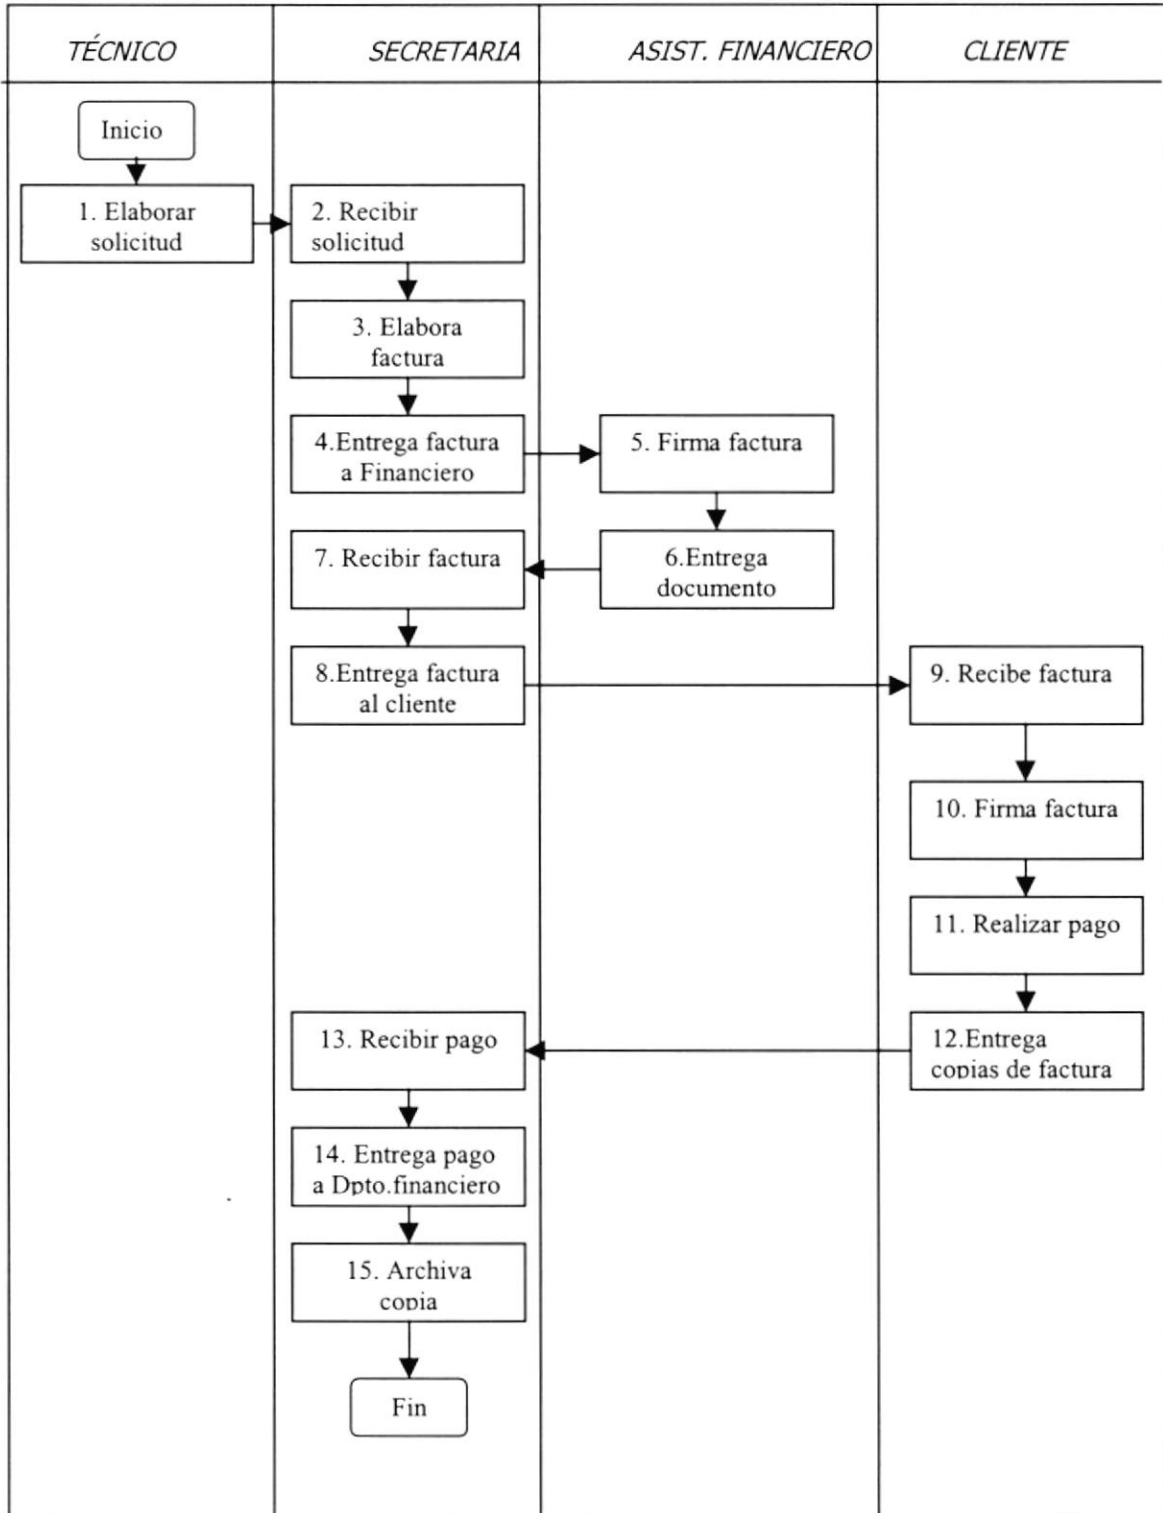 TÉCNICO SECRETARIA ASIST. FINANCIERO CLIENTE
Inicio
1. Elaborar
solicitud
2. Recibir
solicitud
3. Elabora
factura
4.Entrega factura
a Financiero
5. Firma factura
6.Entrega
documento
7. Recibir factura
8.Entrega factura
al cliente
9. Recibe factura
10. Firma factura
11. Realizar pago
12.Entrega
copias de factura
13. Recibir pago
14. Entrega pago
a Dpto.financiero
15. Archiva
copia
Fin